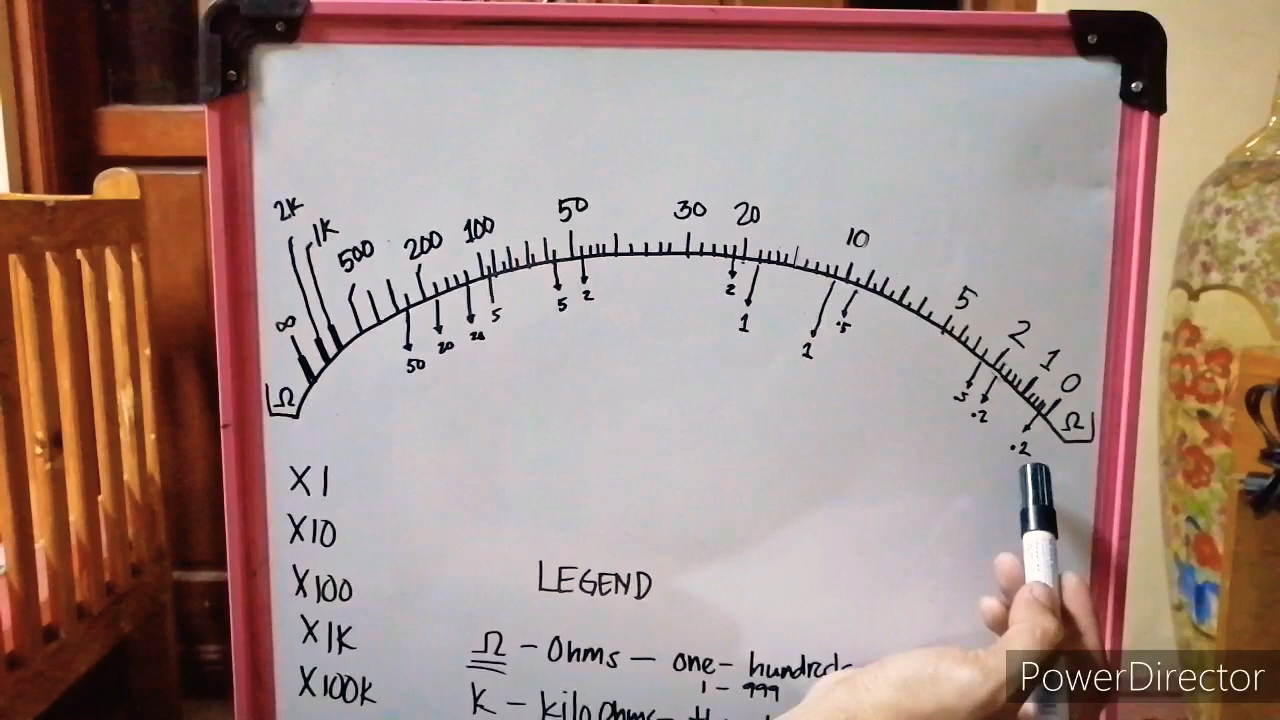 2K
1K
500
200
100
50
30
20
10
5
2
1
0
∞
Ω
Ω
50
20
5
5
2
2
1
.5
.2
.2
X1
X10
X100
X1K
X100K
LEGEND
Ω - Ohms - one - hundreds
1 - 999
K - kiloohms -
PowerDirector